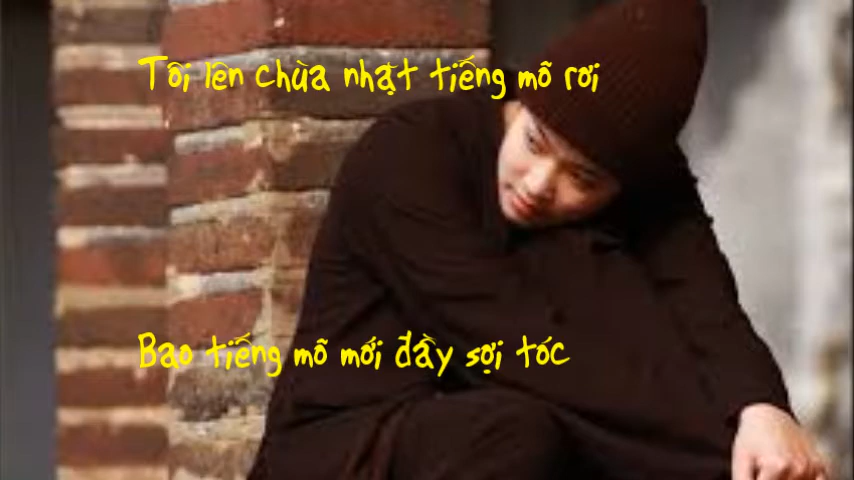 Tôi lên chùa nhặt tiếng mõ rơi
Bao tiếng mõ mới đầy sợi tóc